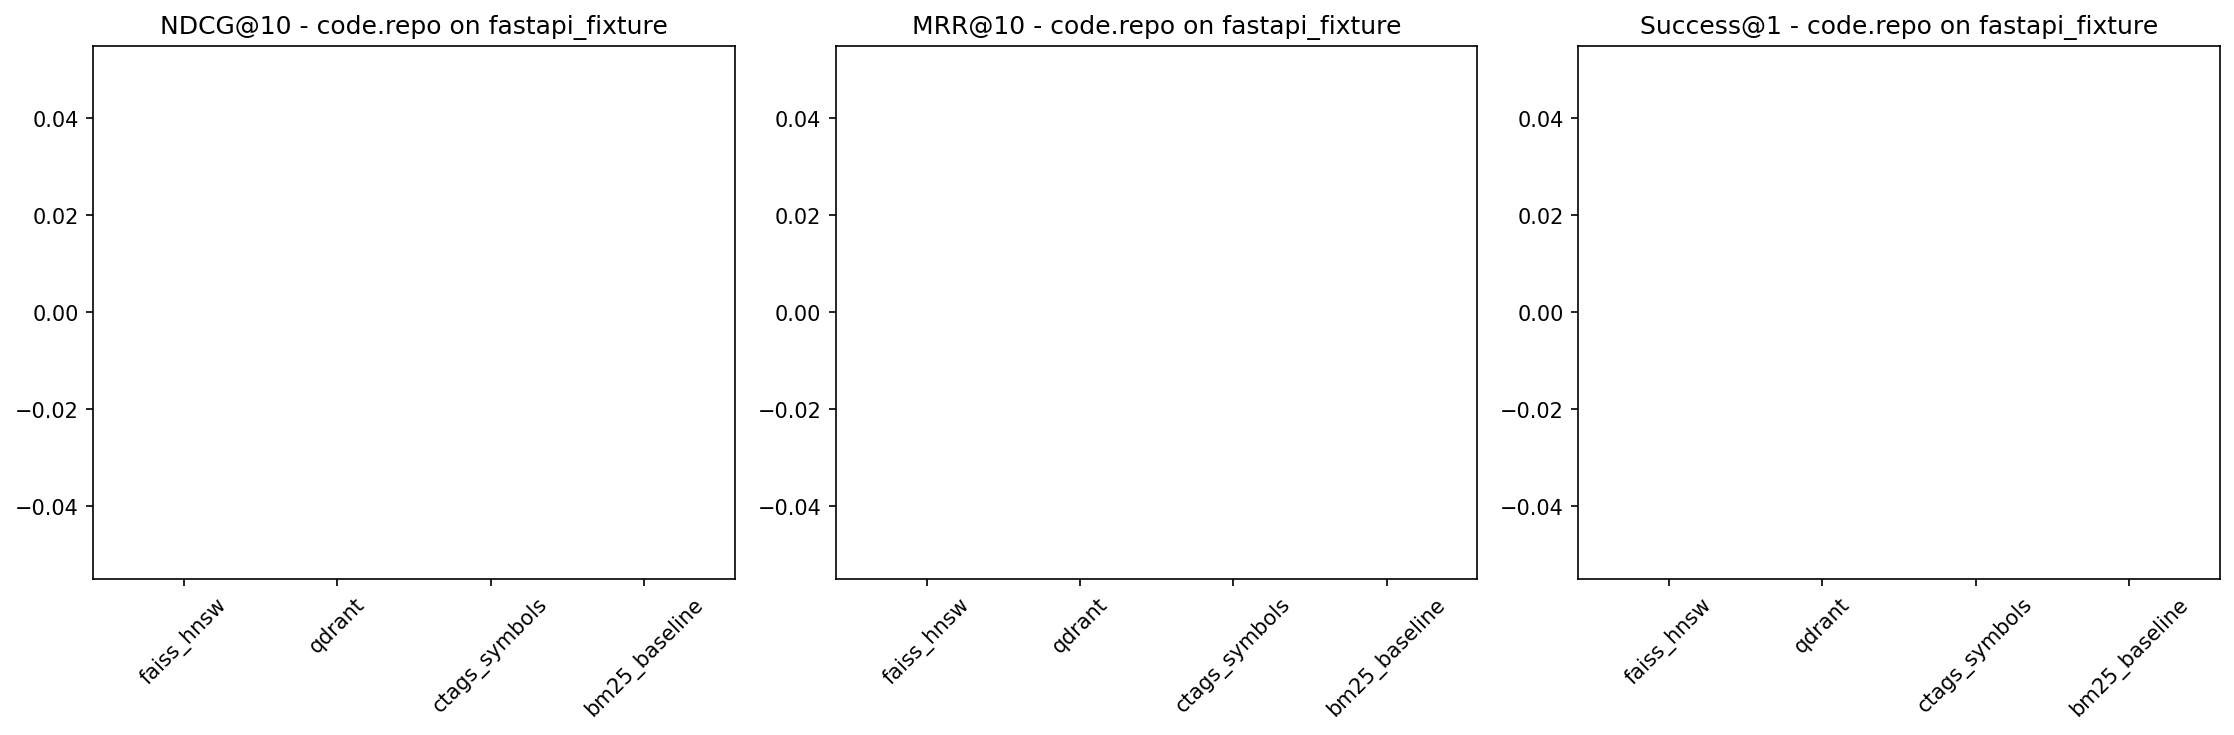 NDCG@10 - code.repo on fastapi_fixture
0.04
0.02
0.00
−0.02
−0.04
faiss_hnsw
qdrant
ctags_symbols
bm25_baseline
MRR@10 - code.repo on fastapi_fixture
0.04
0.02
0.00
−0.02
−0.04
faiss_hnsw
qdrant
ctags_symbols
bm25_baseline
Success@1 - code.repo on fastapi_fixture
0.04
0.02
0.00
−0.02
−0.04
faiss_hnsw
qdrant
ctags_symbols
bm25_baseline